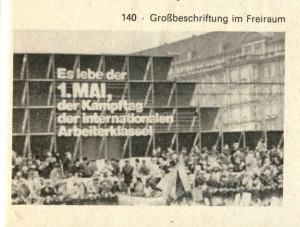 140 · Großbeschriftung im Freiraum
Es lebe der
1. MAI,
der Kampftag
der internationalen
Arbeiterklasse!